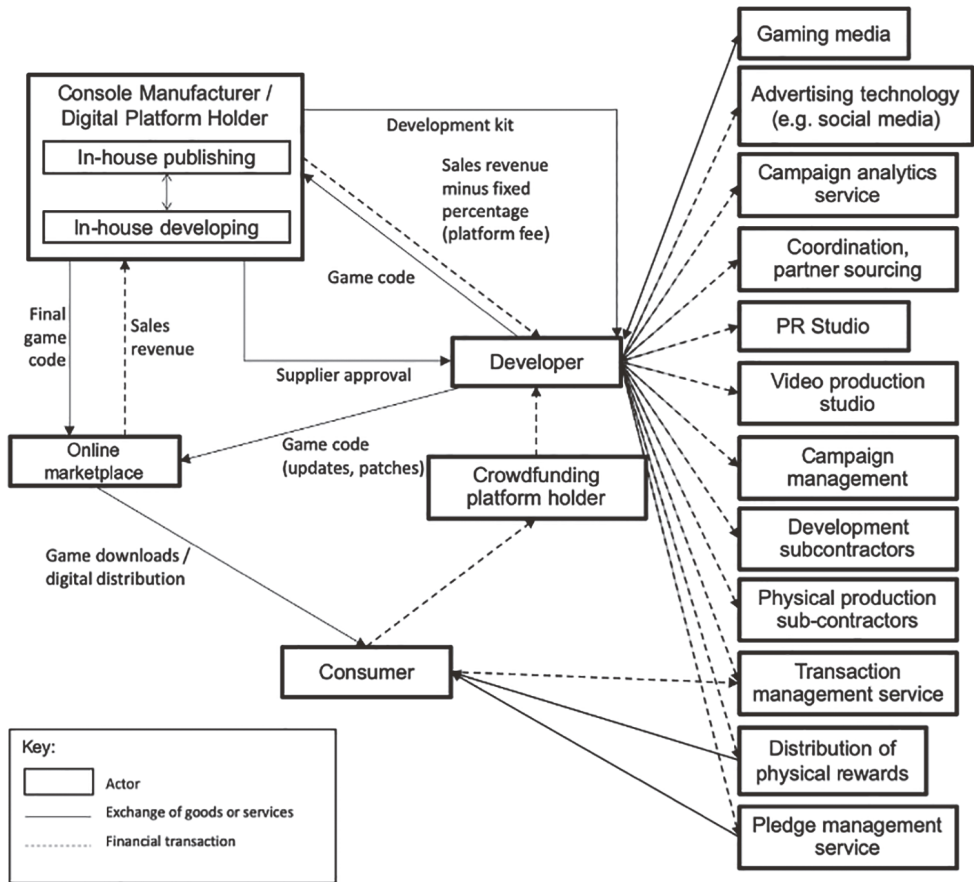 Console Manufacturer /
Digital Platform Holder
In-house publishing
In-house developing
Development kit
Sales revenue
minus fixed
percentage
(platform fee)
Game code
Final
game
code
Sales
revenue
Supplier approval
Developer
Online
marketplace
Game code
(updates, patches)
Crowdfunding
platform holder
Game downloads /
digital distribution
Consumer
Gaming media
Advertising technology
(e.g. social media)
Campaign analytics
service
Coordination,
partner sourcing
PR Studio
Video production
studio
Campaign
management
Development
subcontractors
Physical production
sub-contractors
Transaction
management service
Distribution of
physical rewards
Pledge management
service
Key:
Actor
Exchange of goods or services
Financial transaction